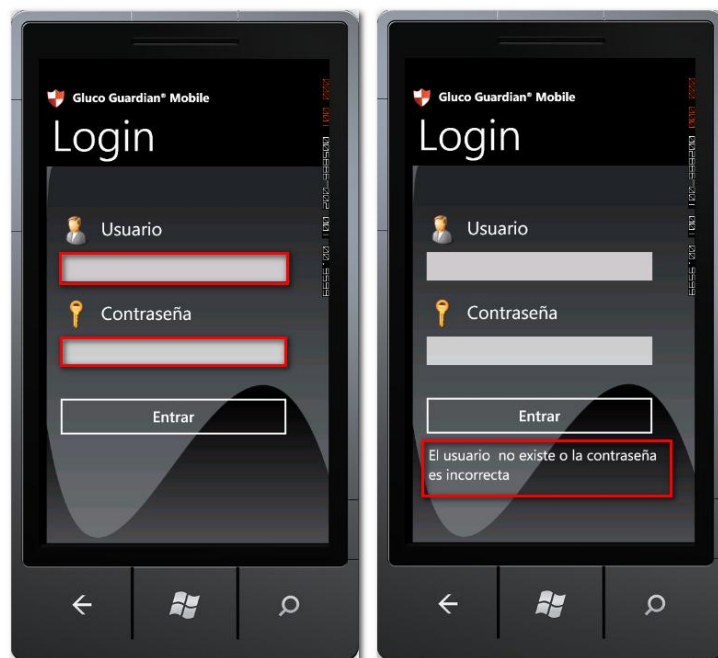 Gluco Guardian® Mobile
Login
Usuario
Contraseña
Entrar
Gluco Guardian® Mobile
Login
Usuario
Contraseña
Entrar
El usuario no existe o la contraseña
es incorrecta